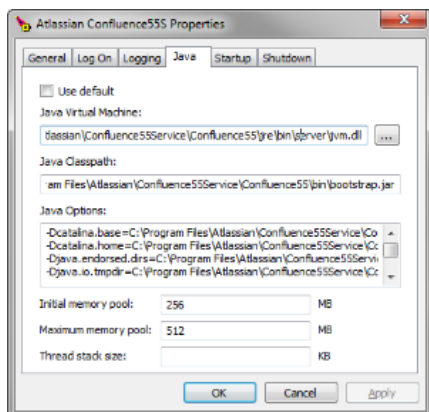 Atlassian Confluence55S Properties
General Log On Logging Java Startup Shutdown
Use default
Java Virtual Machine:
tlassian\Confluence55Service\Confluence55\jre\bin\server\jvm.dll ...
Java Classpath:
am Files\Atlassian\Confluence55Service\Confluence55\bin\bootstrap.jar
Java Options:
-Dcatalina.base=C:\Program Files\Atlassian\Confluence55Service\Co
-Dcatalina.home=C:\Program Files\Atlassian\Confluence55Service\Cc
-Djava.endorsed.dirs=C:\Program Files\Atlassian\Confluence55Servi
-Djava.io.tmpdir=C:\Program Files\Atlassian\Confluence55Service\Co
Initial memory pool: 256 MB
Maximum memory pool: 512 MB
Thread stack size: KB
OK Cancel Apply